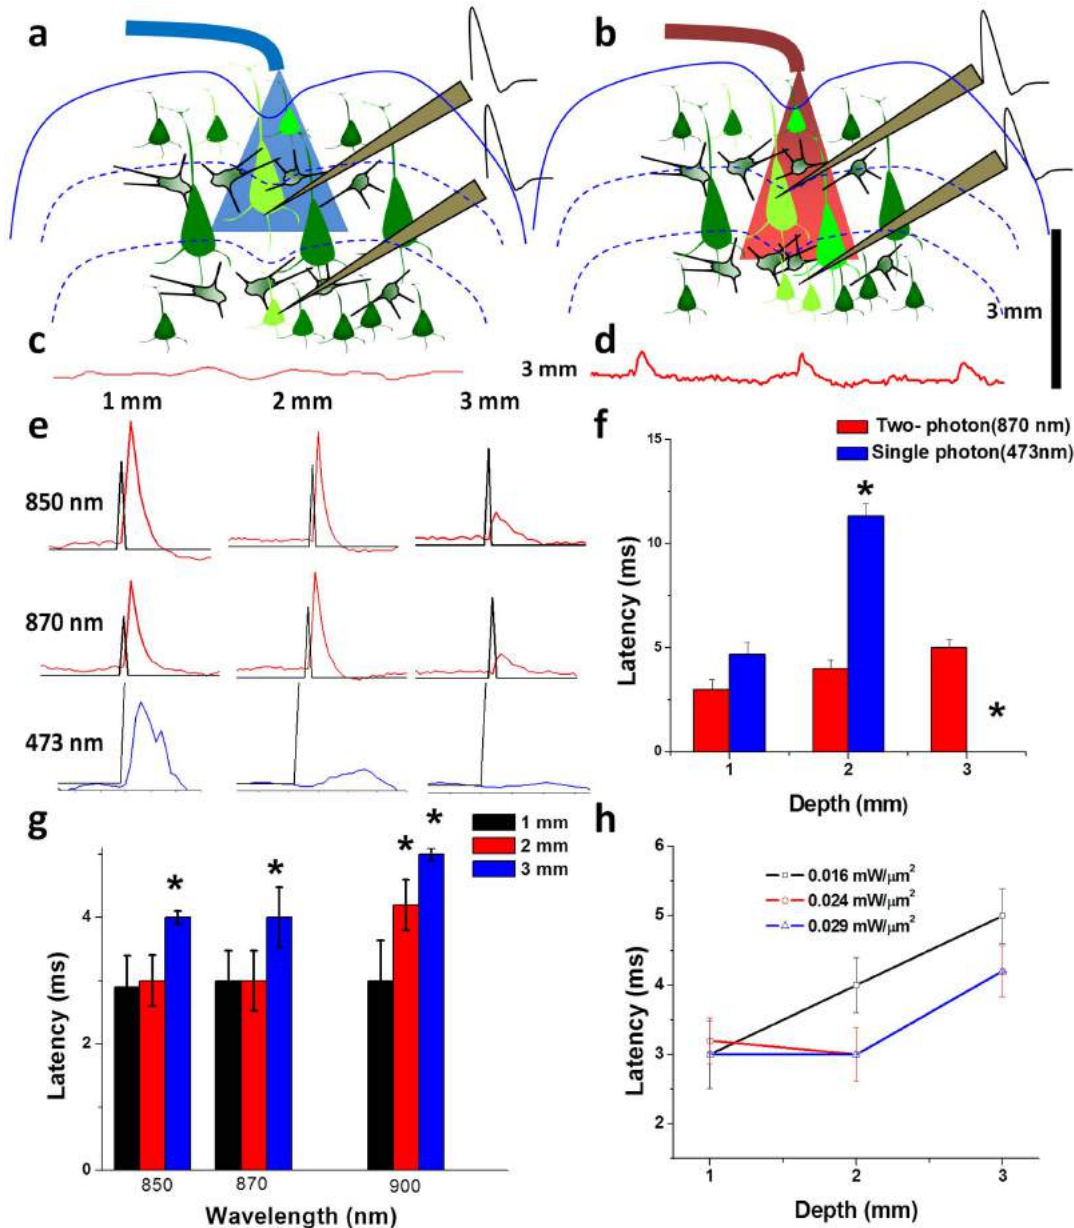 a
b
3 mm
c
3 mm
d
1 mm 2 mm 3 mm
e
850 nm
870 nm
473 nm
f
Two- photon(870 nm)
Single photon(473nm)
*
*
15
10
5
0
Latency (ms)
1 2 3
Depth (mm)
g
1 mm
2 mm
3 mm
* * * *
4
2
0
Latency (ms)
850 870 900
Wavelength (nm)
h
0.016 mW/μm²
0.024 mW/μm²
0.029 mW/μm²
6
5
4
3
2
Latency (ms)
1 2 3
Depth (mm)